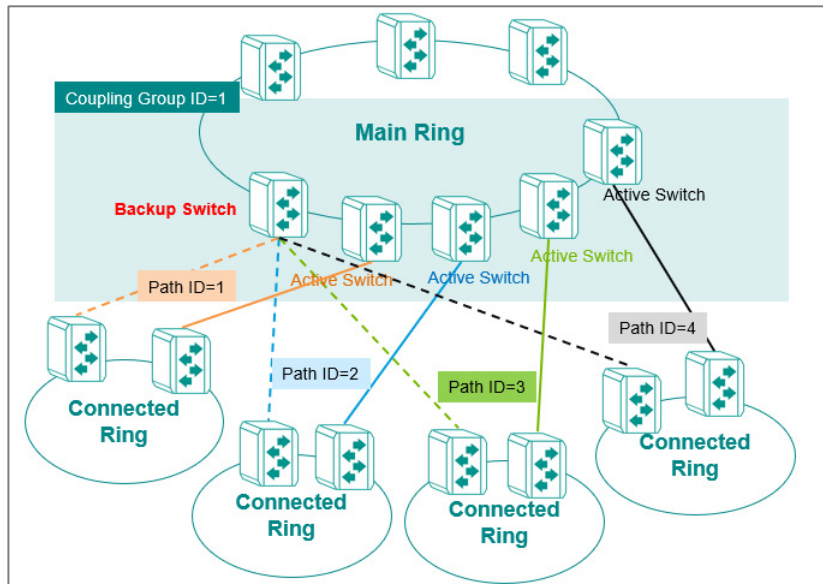 Coupling Group ID=1
Main Ring
Active Switch
Backup Switch
Active Switch
Active Switch
Active Switch
Path ID=1
Path ID=4
Path ID=2
Path ID=3
Connected
Ring
Connected
Ring
Connected
Ring
Connected
Ring